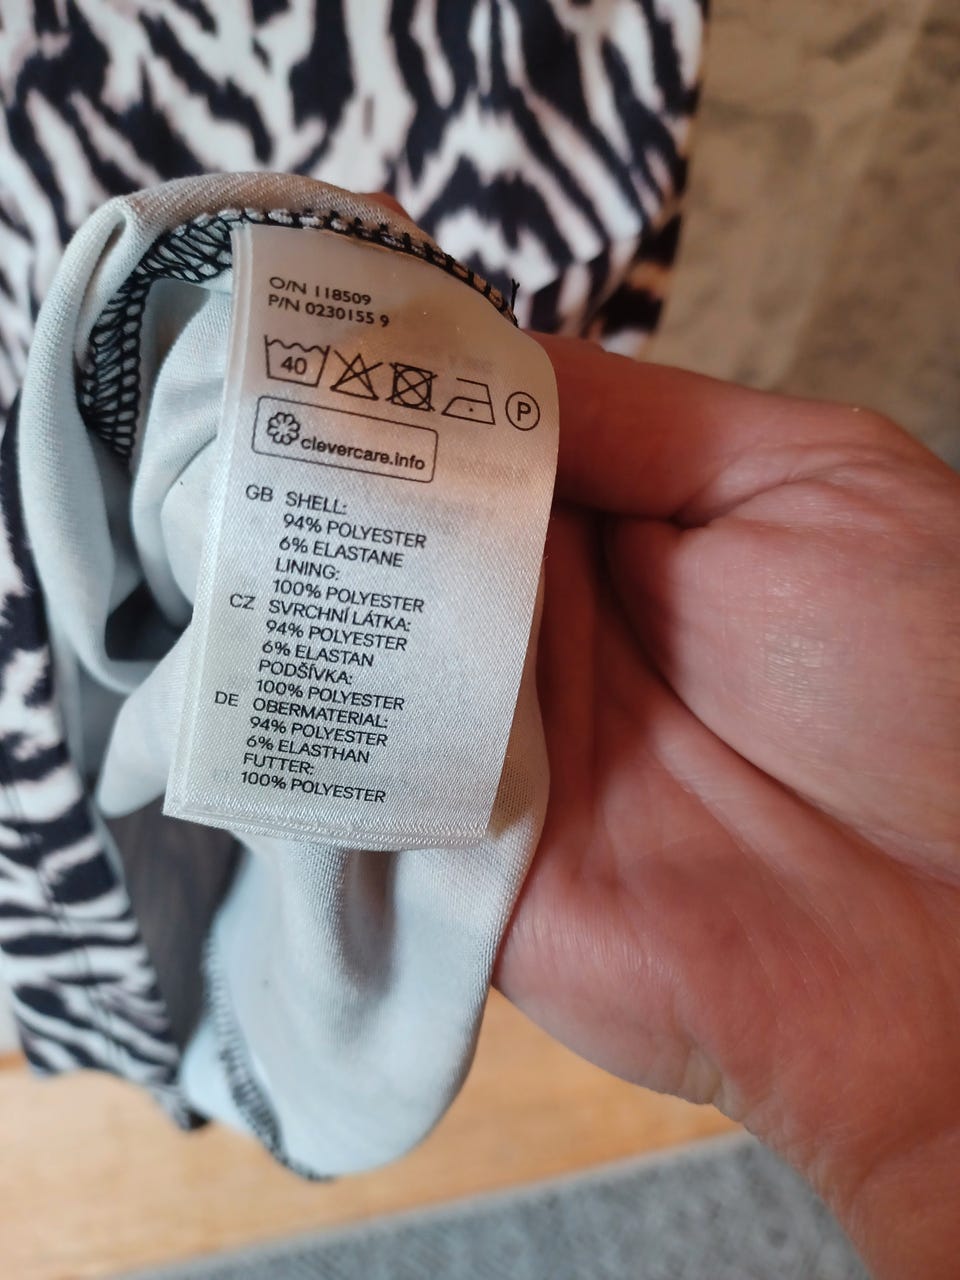 O/N 118509
P/N 0230155 9
40 P
clevercare.info
GB SHELL:
94% POLYESTER
6% ELASTANE
LINING:
100% POLYESTER
CZ SVRCHNÍ LÁTKA:
94% POLYESTER
6% ELASTAN
PODŠÍVKA:
100% POLYESTER
DE OBERMATERIAL:
94% POLYESTER
6% ELASTHAN
FUTTER:
100% POLYESTER